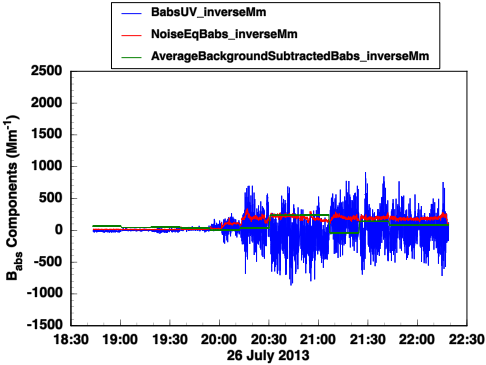 BabsUV_inverseMm
NoiseEqBabs_inverseMm
AverageBackgroundSubtractedBabs_inverseMm
2500
2000
1500
1000
500
0
-500
-1000
-1500
B_abs Components (Mm^-1)
18:30 19:00 19:30 20:00 20:30 21:00 21:30 22:00 22:30
26 July 2013